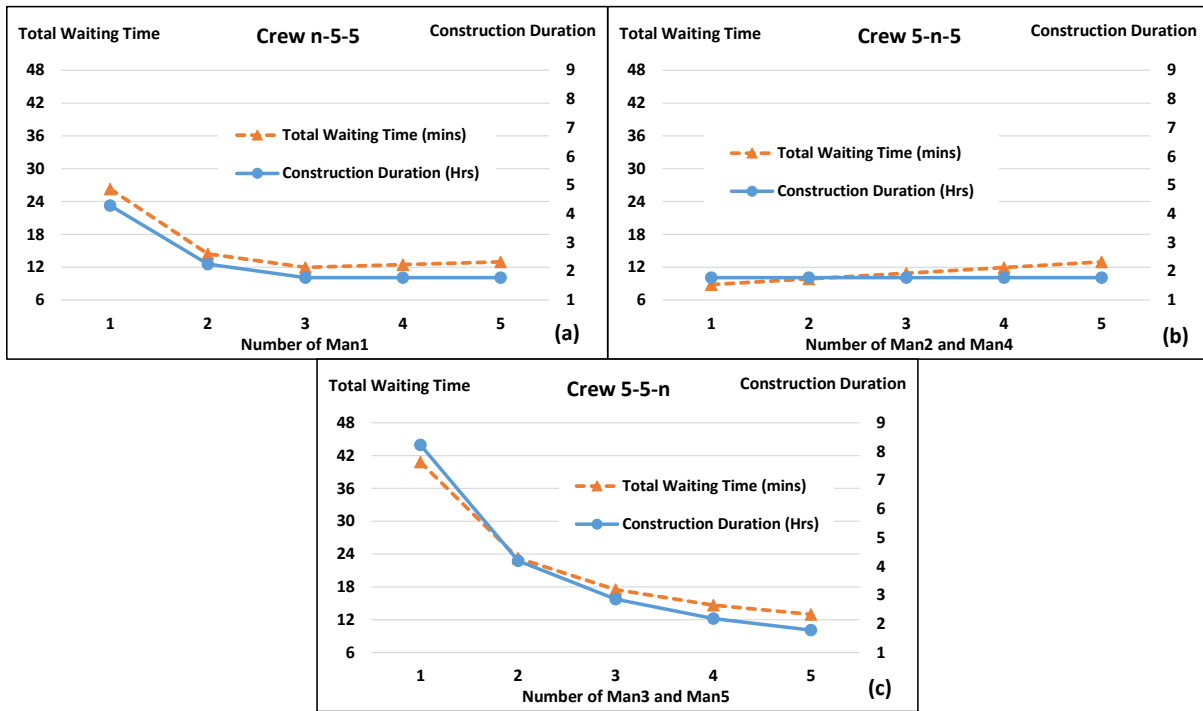 Total Waiting Time Crew n-5-5 Construction Duration
48 9
42 8
36 7
30 6
24 5
18 4
12 3
6 2
1
Total Waiting Time (mins)
Construction Duration (Hrs)
1 2 3 4 5
Number of Man1 (a)
Total Waiting Time Crew 5-n-5 Construction Duration
48 9
42 8
36 7
30 6
24 5
18 4
12 3
6 2
1
Total Waiting Time (mins)
Construction Duration (Hrs)
1 2 3 4 5
Number of Man2 and Man4 (b)
Total Waiting Time Crew 5-5-n Construction Duration
48 9
42 8
36 7
30 6
24 5
18 4
12 3
6 2
1
Total Waiting Time (mins)
Construction Duration (Hrs)
1 2 3 4 5
Number of Man3 and Man5 (c)